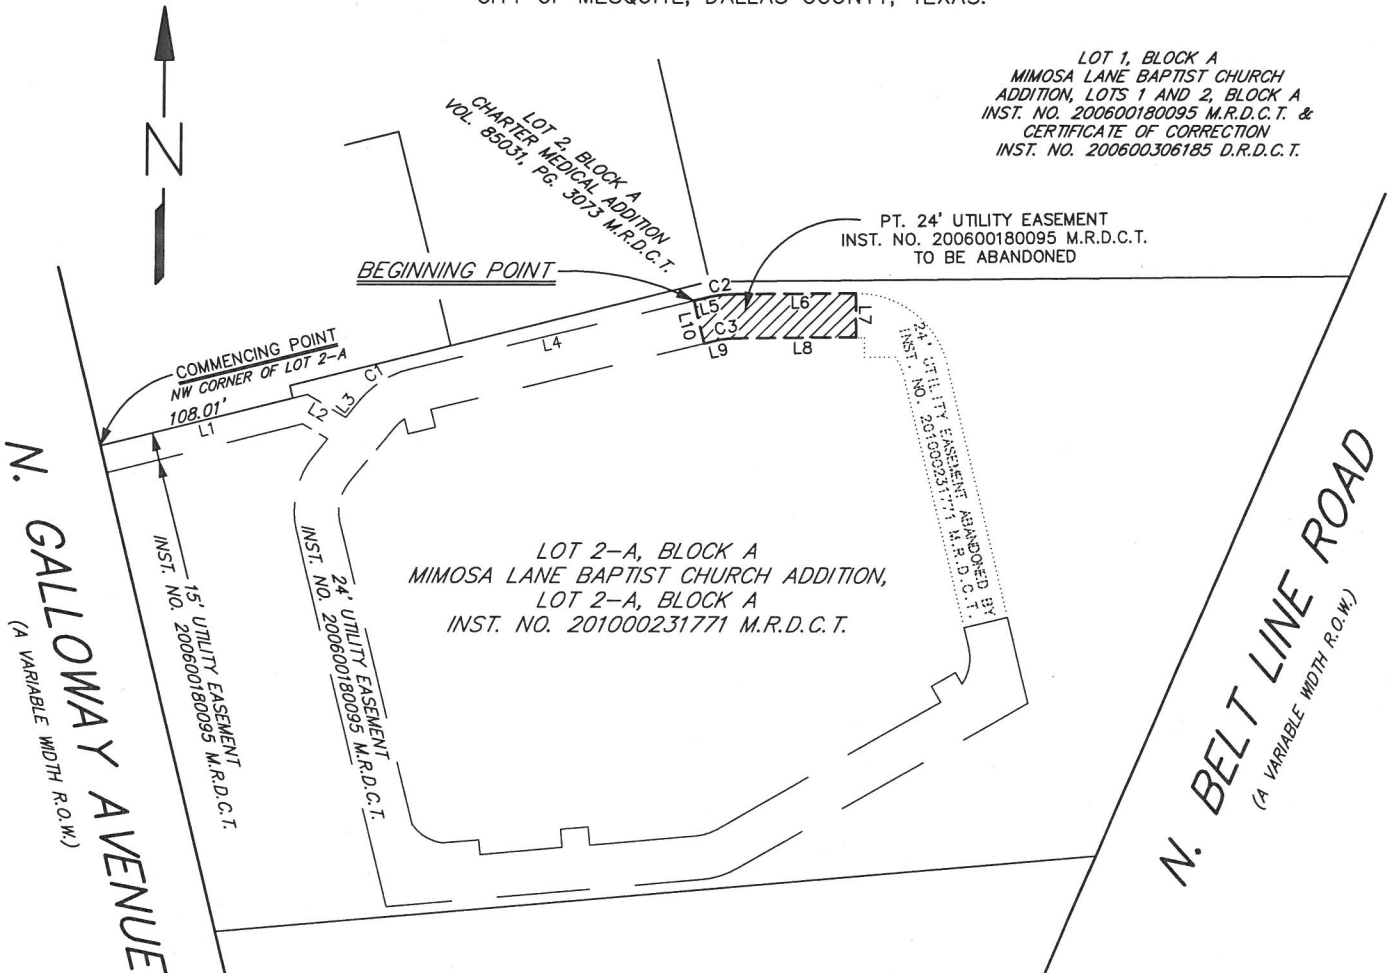 CITY OF MESQUITE, DALLAS COUNTY, TEXAS.
N
LOT 1, BLOCK A
MIMOSA LANE BAPTIST CHURCH
ADDITION, LOTS 1 AND 2, BLOCK A
INST. NO. 200600180095 M.R.D.C.T. &
CERTIFICATE OF CORRECTION
INST. NO. 200600306185 D.R.D.C.T.
LOT 2, BLOCK A
CHARTER MEDICAL ADDITION
VOL. 85031, PG. 3073 M.R.D.C.T.
PT. 24' UTILITY EASEMENT
INST. NO. 200600180095 M.R.D.C.T.
TO BE ABANDONED
BEGINNING POINT
C2
L5
L6
L7
L10
C3
L9
L8
L4
COMMENCING POINT
NW CORNER OF LOT 2-A
108.01'
L1
L2
L3
C1
24' UTILITY EASEMENT ABANDONED BY
INST. NO. 201000231771 M.R.D.C.T.
LOT 2-A, BLOCK A
MIMOSA LANE BAPTIST CHURCH ADDITION,
LOT 2-A, BLOCK A
INST. NO. 201000231771 M.R.D.C.T.
15' UTILITY EASEMENT
INST. NO. 200600180095 M.R.D.C.T.
24' UTILITY EASEMENT
INST. NO. 200600180095 M.R.D.C.T.
N. GALLOWAY AVENUE
(A VARIABLE WIDTH R.O.W.)
N. BELT LINE ROAD
(A VARIABLE WIDTH R.O.W.)